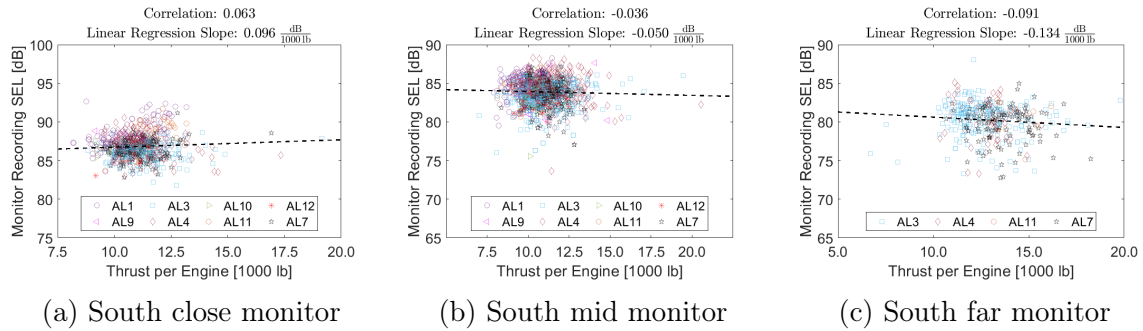 Correlation: 0.063
Linear Regression Slope: 0.096 dB/1000 lb
Monitor Recording SEL [dB]
100
95
90
85
80
75
7.5 10.0 12.5 15.0 17.5 20.0
AL1 AL3 AL10 AL12
AL9 AL4 AL11 AL7
Thrust per Engine [1000 lb]
(a) South close monitor
Correlation: -0.036
Linear Regression Slope: -0.050 dB/1000 lb
Monitor Recording SEL [dB]
90
85
80
75
70
65
5.0 7.5 10.0 12.5 15.0 17.5 20.0
AL1 AL3 AL10 AL12
AL9 AL4 AL11 AL7
Thrust per Engine [1000 lb]
(b) South mid monitor
Correlation: -0.091
Linear Regression Slope: -0.134 dB/1000 lb
Monitor Recording SEL [dB]
90
85
80
75
70
65
5.0 10.0 15.0 20.0
AL3 AL4 AL11 AL7
Thrust per Engine [1000 lb]
(c) South far monitor